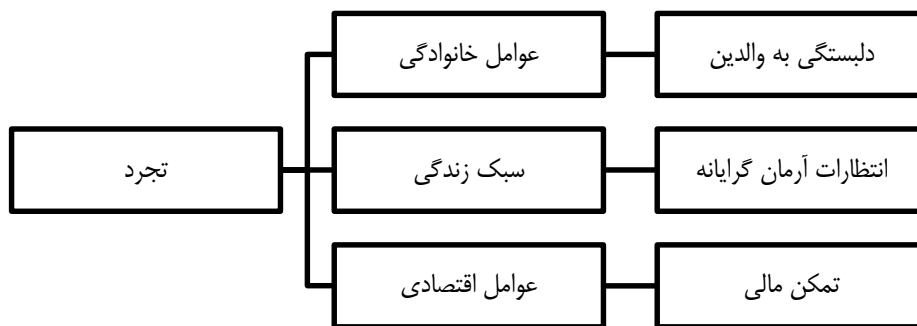 دلبستگی به والدین
عوامل خانوادگی
انتظارات آرمان گرایانه
سبک زندگی
تجرد
تمکن مالی
عوامل اقتصادی